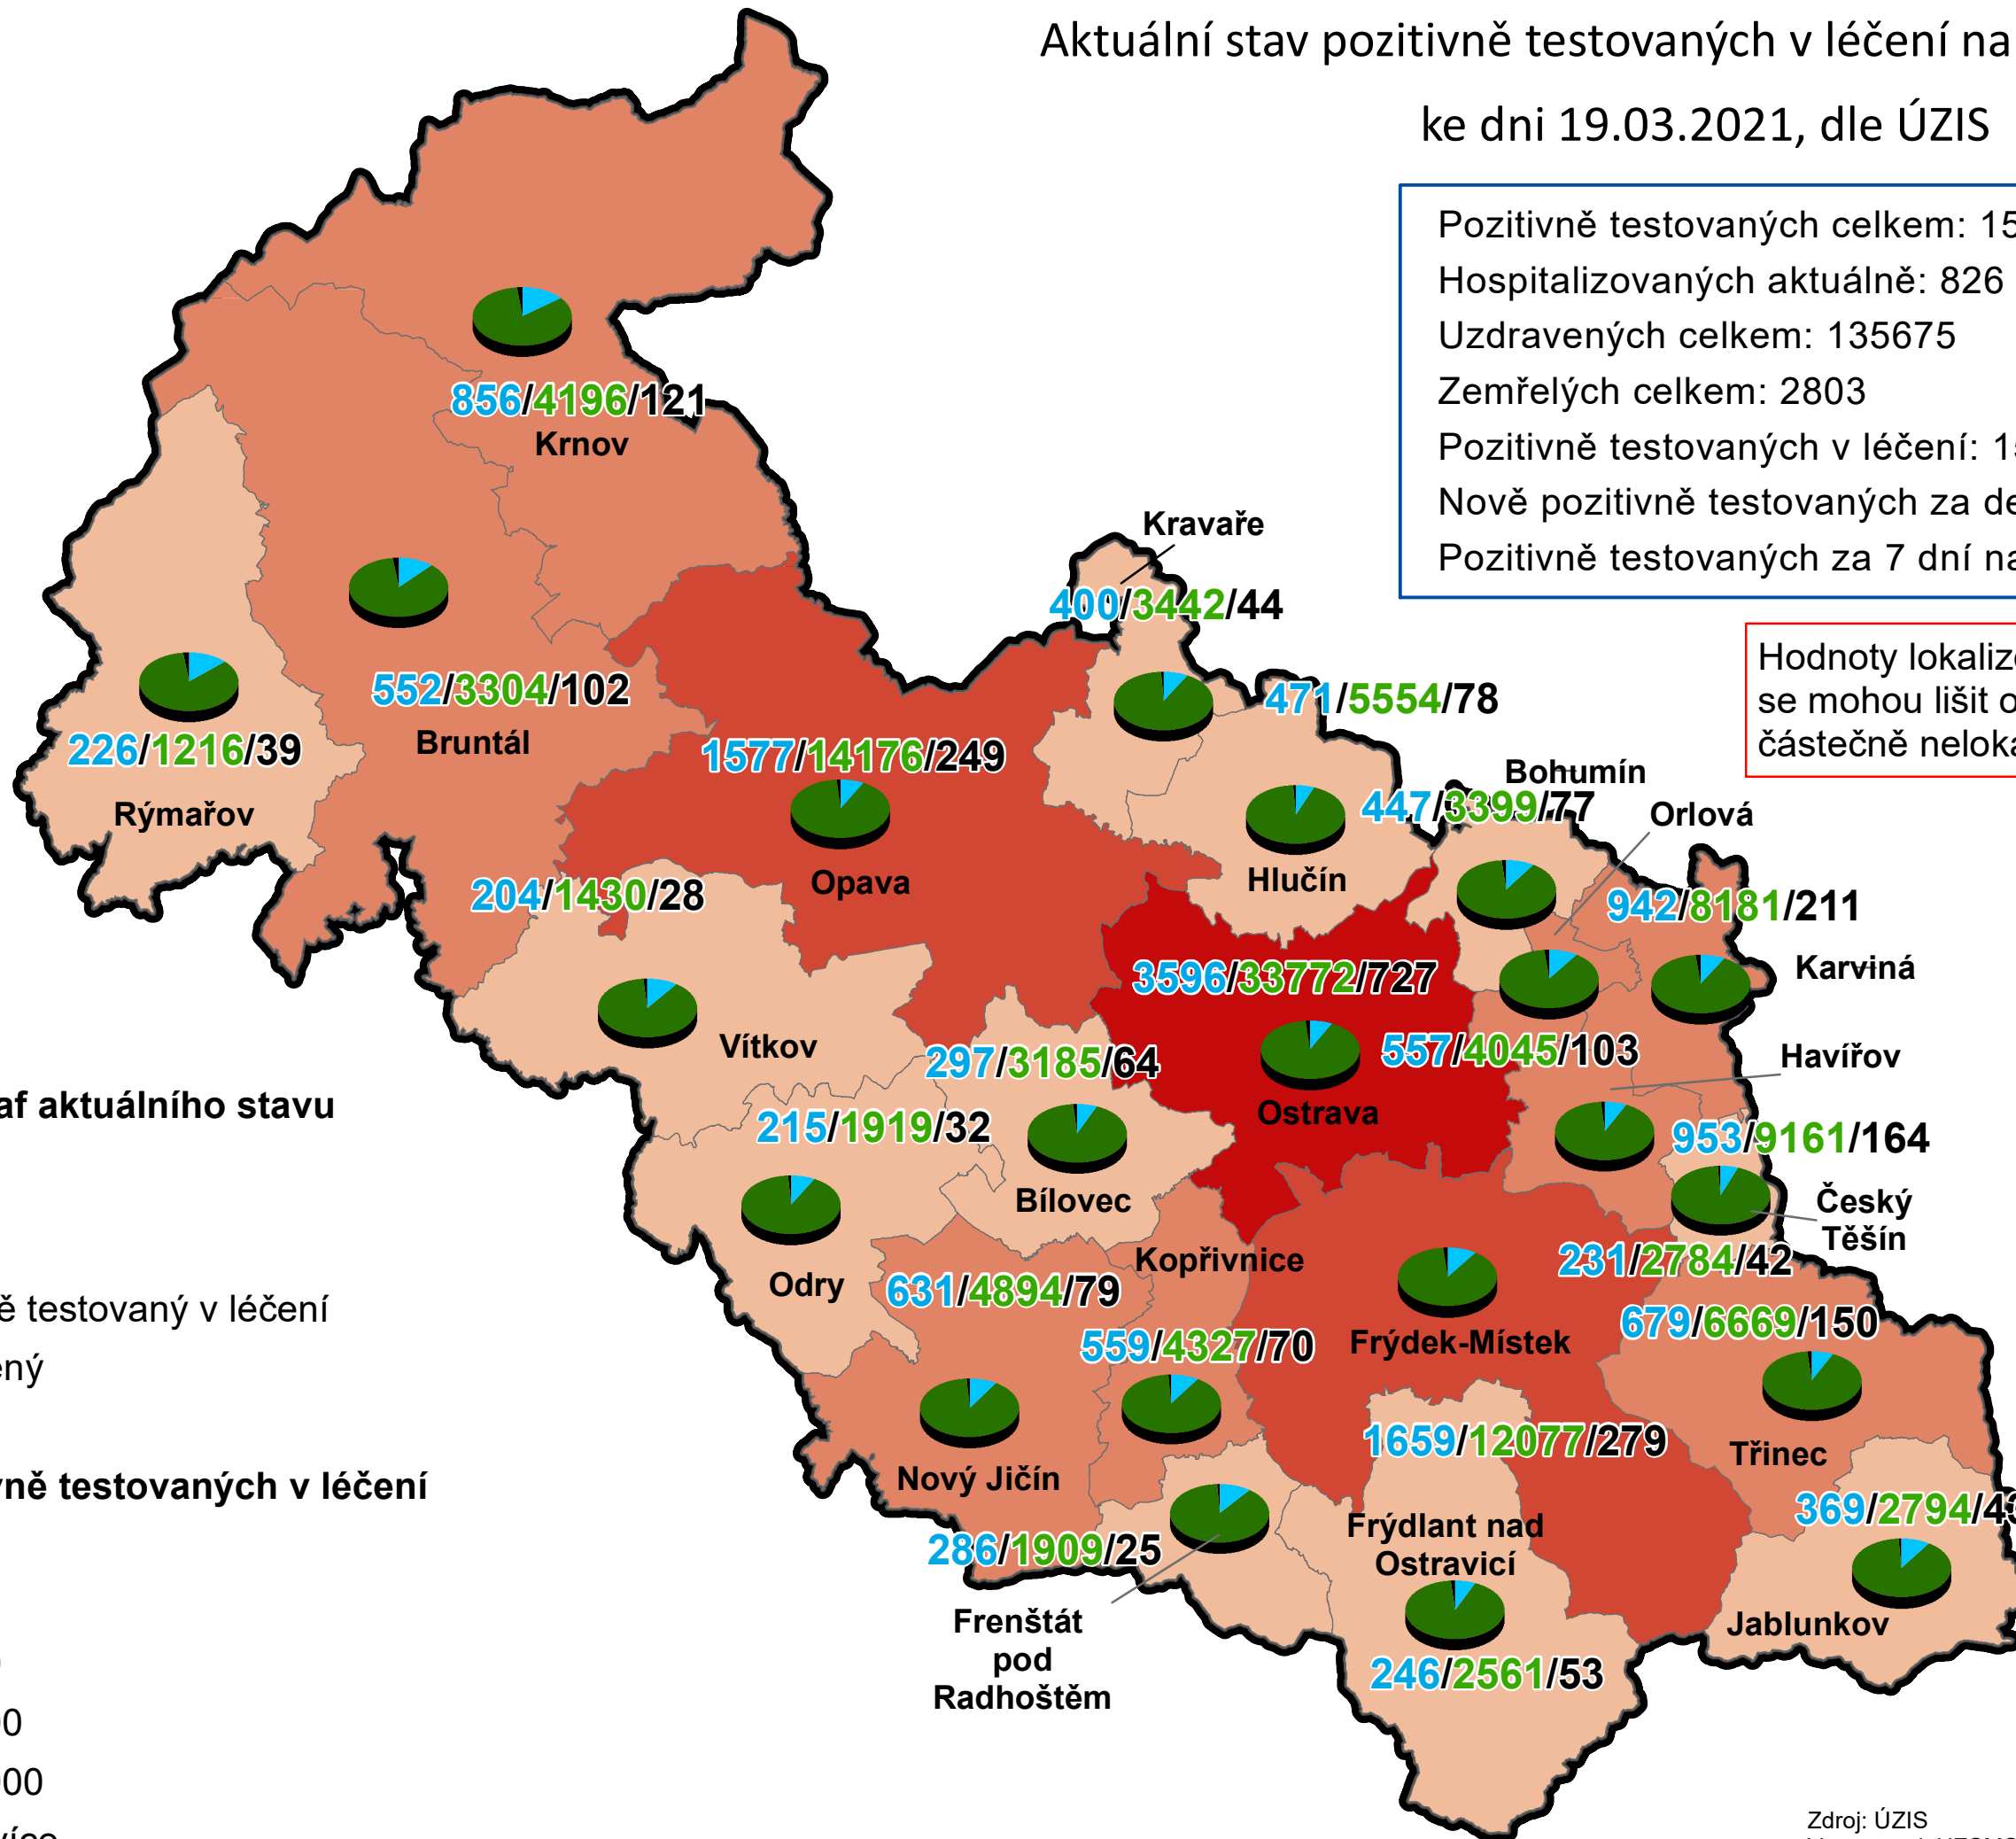 Aktuální stav pozitivně testovaných v léčení na
ke dni 19.03.2021, dle ÚZIS
Pozitivně testovaných celkem: 15
Hospitalizovaných aktuálně: 826
Uzdravených celkem: 135675
Zemřelých celkem: 2803
Pozitivně testovaných v léčení: 1
Nově pozitivně testovaných za
Pozitivně testovaných za 7 dní
Hodnoty
se mohou lišit
částečně
856/4196/121
Krnov
Kravaře
400/3442/44
552/3304/102
Bruntál
226/1216/39
Rýmařov
1577/14176/249
Opava
471/5554/78
Hlučín
Bohumín
447/3399/77
Orlová
942/8181/211
Karviná
204/1430/28
Vítkov
3596/33772/727
Ostrava
557/4045/103
Havířov
297/3185/64
Bílovec
215/1919/32
Odry
953/9161/164
Český
Těšín
231/2784/42
Kopřivnice
631/4894/79
Nový Jičín
559/4327/70
Frýdek-Místek
1659/12077/279
679/6669/150
Třinec
369/2794/4
Jablunkov
286/1909/25
Frenštát
pod
Radhoštěm
Frýdlant nad
Ostravicí
246/2561/53
aktuálního stavu
testovaný v léčení
testovaných v léčení
Zdroj: ÚZIS